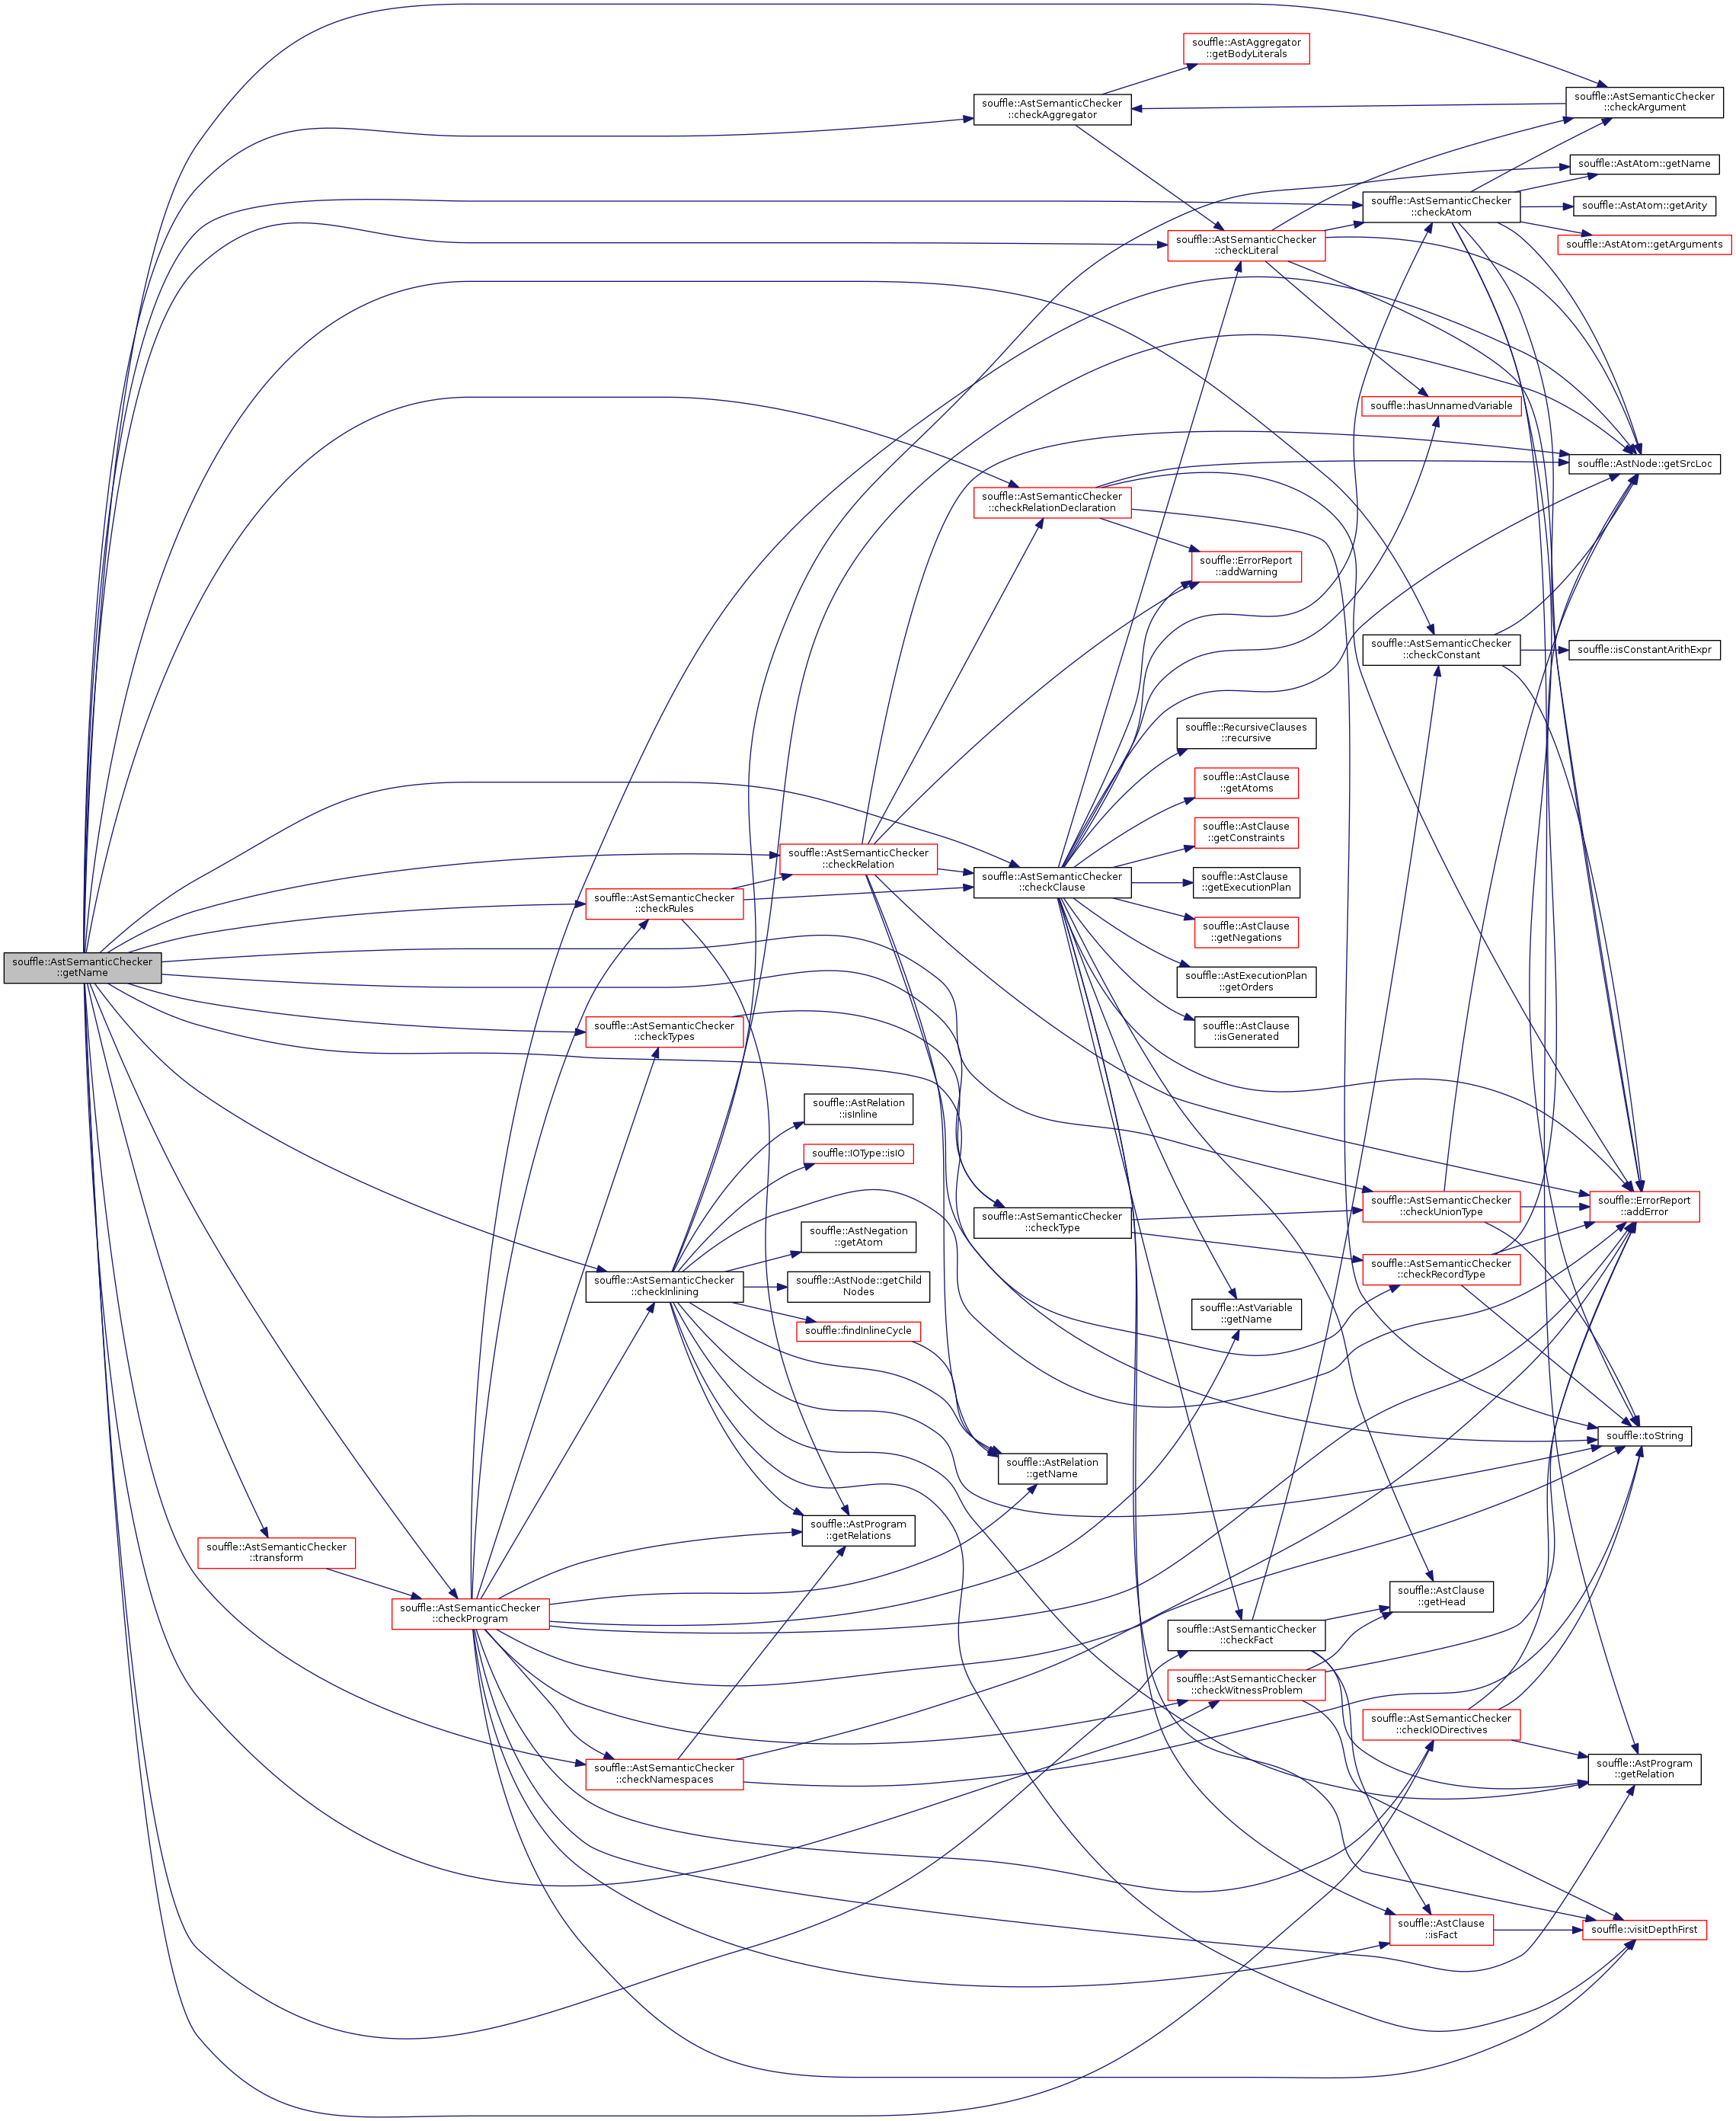 souffle::AstAggregator
::getBodyLiterals
souffle::AstSemanticChecker
::checkArgument
souffle::AstSemanticChecker
::checkAggregator
souffle::AstAtom::getName
souffle::AstSemanticChecker
::checkAtom
souffle::AstAtom::getArity
souffle::AstSemanticChecker
::checkLiteral
souffle::AstAtom::getArguments
souffle::hasUnnamedVariable
souffle::AstNode::getSrcLoc
souffle::AstSemanticChecker
::checkRelationDeclaration
souffle::ErrorReport
::addWarning
souffle::AstSemanticChecker
::checkConstant
souffle::isConstantArithExpr
souffle::RecursiveClauses
::recursive
souffle::AstClause
::getAtoms
souffle::AstClause
::getConstraints
souffle::AstSemanticChecker
::checkRelation
souffle::AstSemanticChecker
::checkClause
souffle::AstClause
::getExecutionPlan
souffle::AstSemanticChecker
::checkRules
souffle::AstClause
::getNegations
souffle::AstSemanticChecker
::getName
souffle::AstExecutionPlan
::getOrders
souffle::AstSemanticChecker
::checkTypes
souffle::AstClause
::isGenerated
souffle::AstRelation
::isInline
souffle::IOType::isIO
souffle::AstSemanticChecker
::checkType
souffle::AstSemanticChecker
::checkUnionType
souffle::ErrorReport
::addError
souffle::AstNegation
::getAtom
souffle::AstSemanticChecker
::checkRecordType
souffle::AstSemanticChecker
::checkInlining
souffle::AstNode::getChild
Nodes
souffle::AstVariable
::getName
souffle::findInlineCycle
souffle::toString
souffle::AstRelation
::getName
souffle::AstProgram
::getRelations
souffle::AstSemanticChecker
::transform
souffle::AstSemanticChecker
::checkProgram
souffle::AstClause
::getHead
souffle::AstSemanticChecker
::checkFact
souffle::AstSemanticChecker
::checkWitnessProblem
souffle::AstSemanticChecker
::checkIODirectives
souffle::AstSemanticChecker
::checkNamespaces
souffle::AstProgram
::getRelation
souffle::AstClause
::isFact
souffle::visitDepthFirst